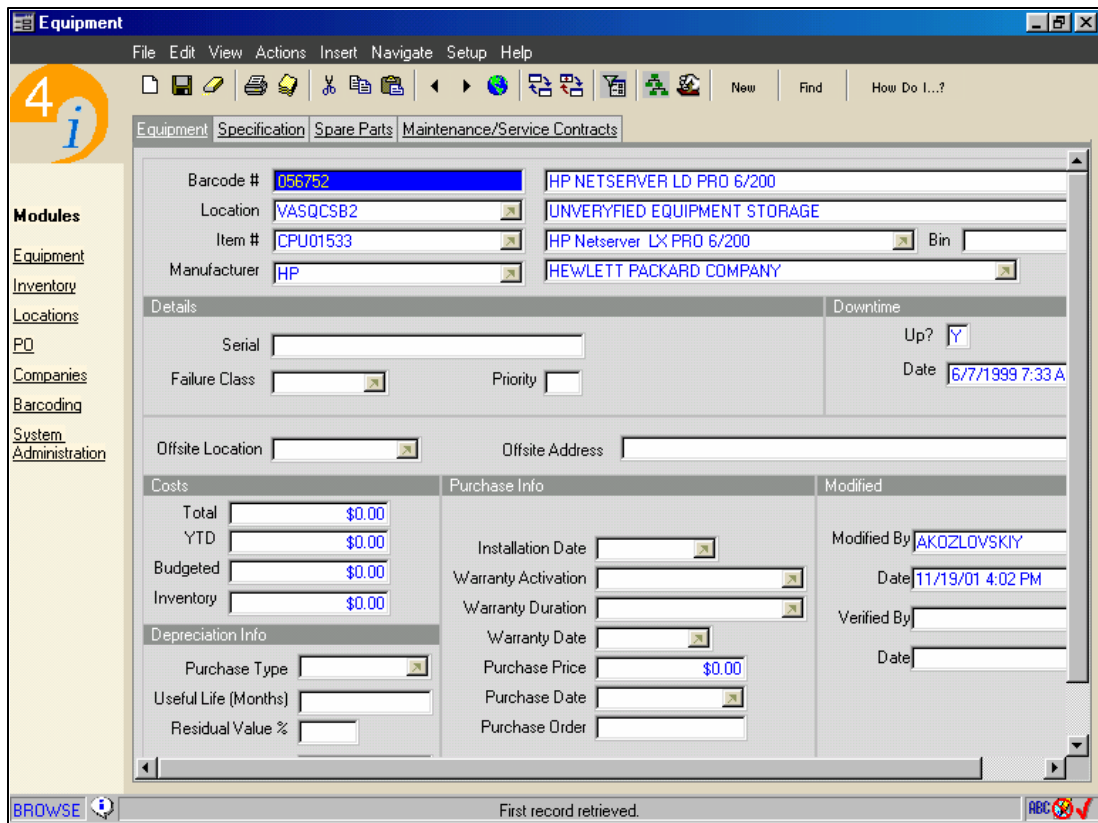 Equipment
File Edit View Actions Insert Navigate Setup Help
4i
New Find How Do I...?
Equipment Specification Spare Parts Maintenance/Service Contracts
Modules
Equipment
Inventory
Locations
PO
Companies
Barcoding
System
Administration
Barcode # 056752 HP NETSERVER LD PRO 6/200
Location VASQCSB2 UNVERYFIED EQUIPMENT STORAGE
Item # CPU01533 HP Netserver LX PRO 6/200 Bin
Manufacturer HP HEWLETT PACKARD COMPANY
Details Downtime
Serial Up? Y
Failure Class Priority Date 6/7/1999 7:33 A
Offsite Location Offsite Address
Costs Purchase Info Modified
Total $0.00
YTD $0.00
Budgeted $0.00
Inventory $0.00
Depreciation Info
Purchase Type
Useful Life (Months)
Residual Value %
Installation Date
Warranty Activation
Warranty Duration
Warranty Date
Purchase Price $0.00
Purchase Date
Purchase Order
Modified By AKOZLOVSKIY
Date 11/19/01 4:02 PM
Verified By
Date
BROWSE First record retrieved. ABC